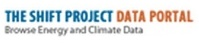 THE SHIFT PROJECT DATA PORTAL
Browse Energy and Climate Data